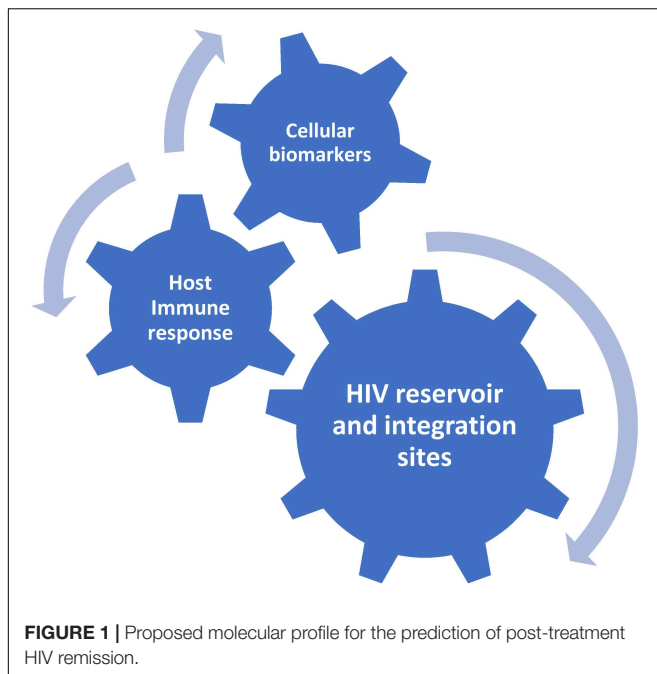 Cellular
biomarkers
Host
Immune
response
HIV reservoir
and integration
sites
FIGURE 1 | Proposed molecular profile for the prediction of post-treatment
HIV remission.